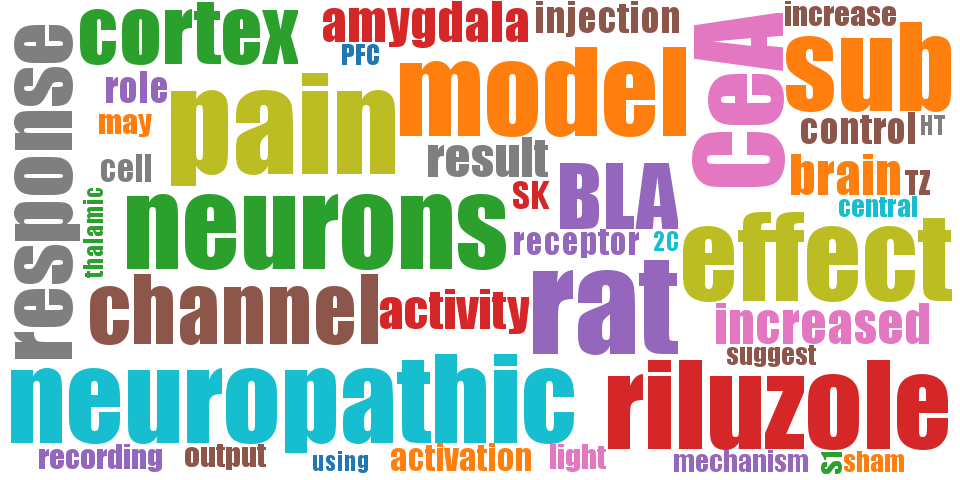 response
cortex
amygdala
injection
increase
PFC
role
pain
model
CeA
sub
may
control
HT
cell
result
brain
TZ
SK
BLA
central
thalamic
neurons
receptor
2C
effect
channel
activity
rat
increased
suggest
neuropathic
riluzole
recording
output
using
activation
light
mechanism
S1
sham